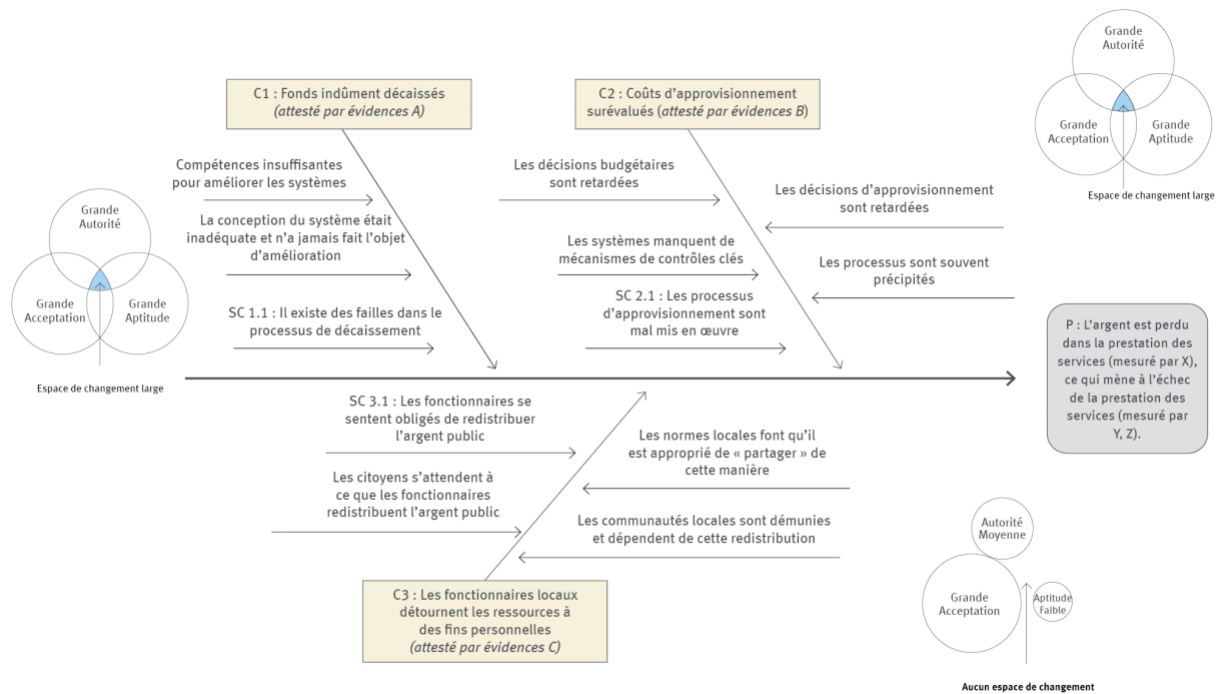 Grande
Autorité
Grande
Acceptation
Grande
Aptitude
Espace de changement large
C1 : Fonds indûment décaissés
(attesté par évidences A)
C2 : Coûts d'approvisionnement
surévalués (attesté par évidences B)
Compétences insuffisantes
pour améliorer les systèmes
La conception du système était
inadéquate et n'a jamais fait l'objet
d'amélioration
SC 1.1 : Il existe des failles dans le
processus de décaissement
Les décisions budgétaires
sont retardées
Les systèmes manquent de
mécanismes de contrôles clés
SC 2.1 : Les processus
d'approvisionnement sont
mal mis en œuvre
Les décisions d'approvisionnement
sont retardées
Les processus sont souvent
précipités
Grande
Autorité
Grande
Acceptation
Grande
Aptitude
Espace de changement large
P : L'argent est perdu
dans la prestation des
services (mesuré par X),
ce qui mène à l'échec
de la prestation des
services (mesuré par
Y, Z).
SC 3.1 : Les fonctionnaires se
sentent obligés de redistribuer
l'argent public
Les citoyens s'attendent à
ce que les fonctionnaires
redistribuent l'argent public
Les normes locales font qu'il
est approprié de « partager » de
cette manière
Les communautés locales sont démunies
et dépendent de cette redistribution
C3 : Les fonctionnaires locaux
détournent les ressources à
des fins personnelles
(attesté par évidences C)
Autorité
Moyenne
Grande
Acceptation
Aptitude
Faible
Aucun espace de changement